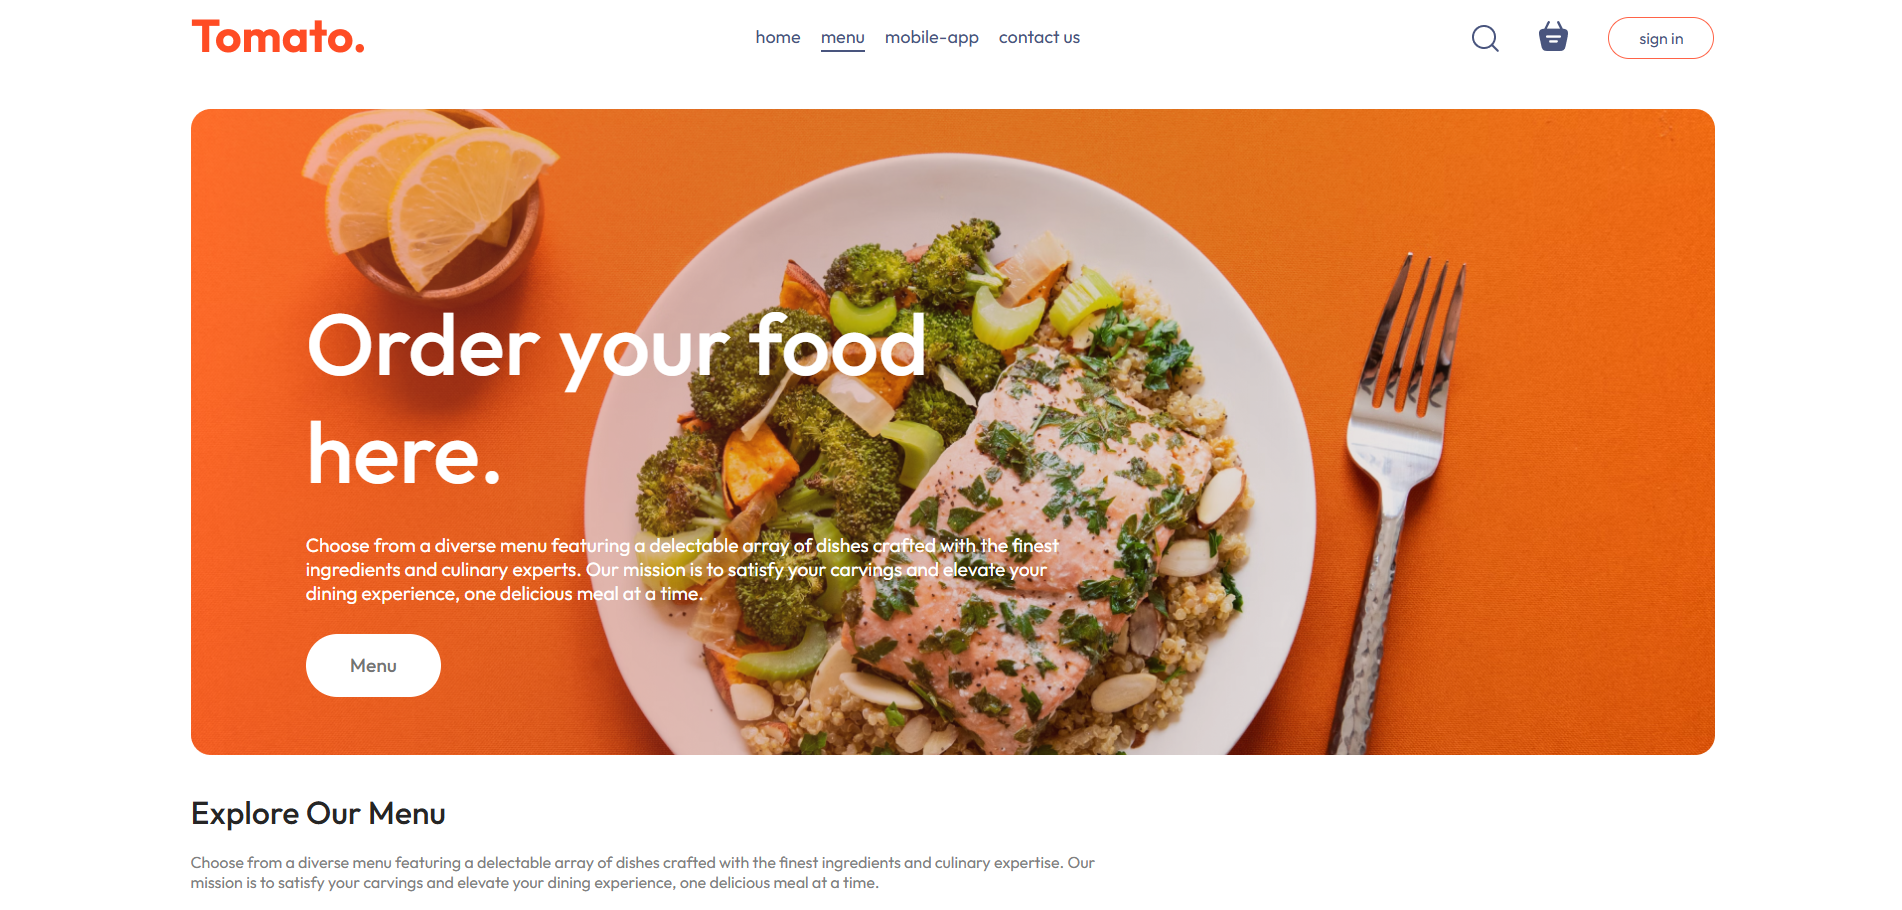 Tomato.
home menu mobile-app contact us
sign in
Order your food
here.
Choose from a diverse menu featuring a delectable array of dishes crafted with the finest
ingredients and culinary experts. Our mission is to satisfy your carvings and elevate your
dining experience, one delicious meal at a time.
Menu
Explore Our Menu
Choose from a diverse menu featuring a delectable array of dishes crafted with the finest ingredients and culinary expertise. Our
mission is to satisfy your carvings and elevate your dining experience, one delicious meal at a time.